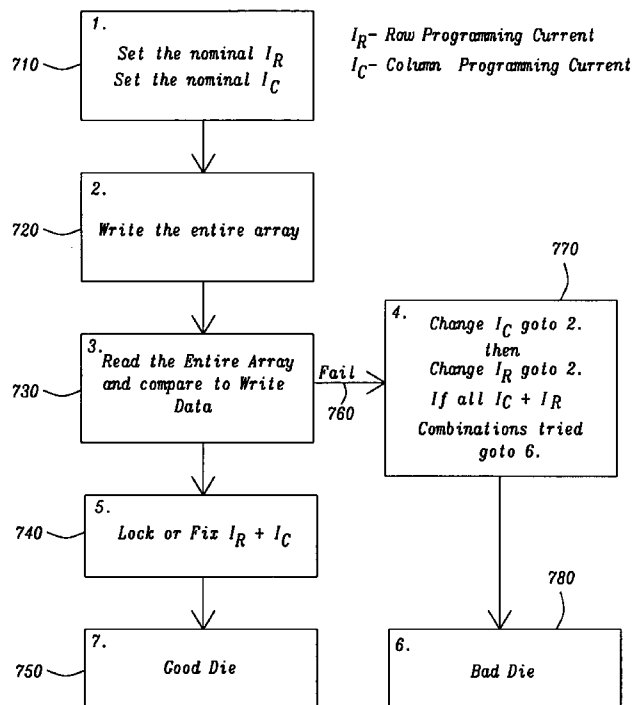 1.
Set the nominal I_R
Set the nominal I_C
710
I_R- Row Programming Current
I_C- Column Programming Current
2.
Write the entire array
720
3.
Read the Entire Array
and compare to Write
Data
730
Fail
760
770
4.
Change I_C goto 2.
then
Change I_R goto 2.
If all I_C + I_R
Combinations tried
goto 6.
5.
Lock or Fix I_R + I_C
740
7.
Good Die
750
780
6.
Bad Die